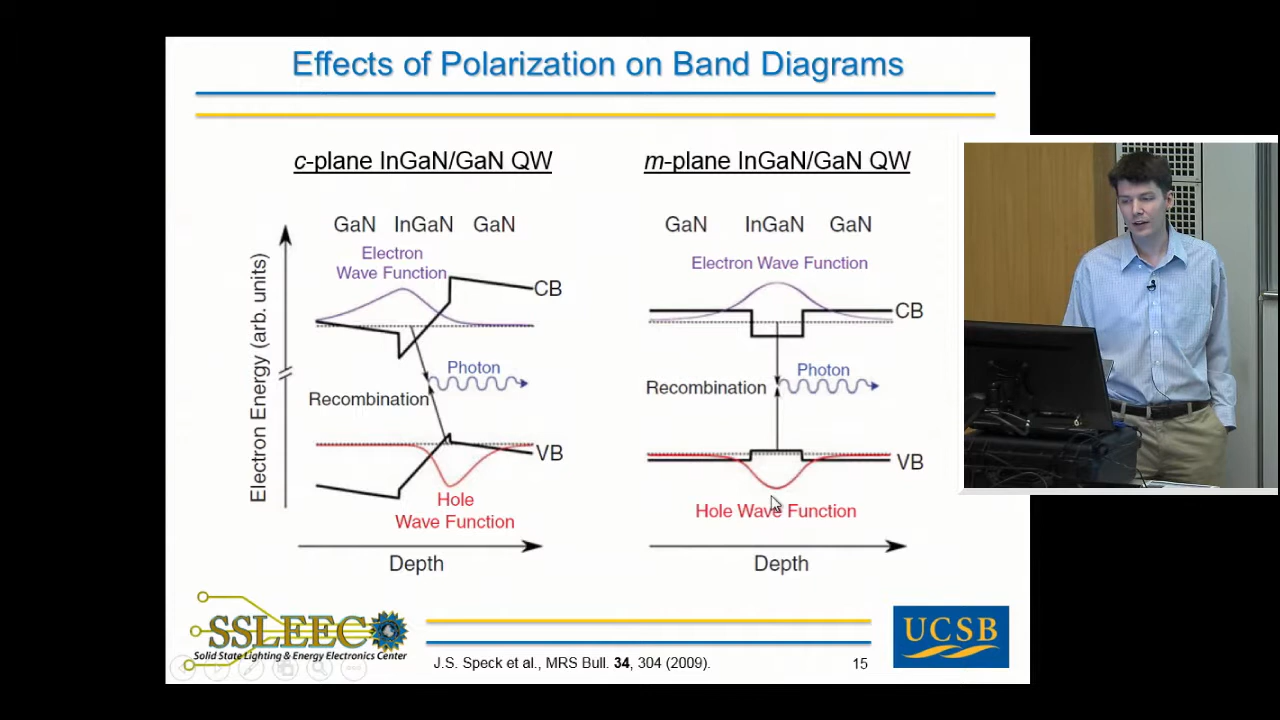 Effects of Polarization on Band Diagrams
c-plane InGaN/GaN QW
GaN InGaN GaN
Electron
Wave Function
CB
Photon
Recombination
VB
Hole
Wave Function
Electron Energy (arb. units)
Depth
m-plane InGaN/GaN QW
GaN InGaN GaN
Electron Wave Function
CB
Photon
Recombination
VB
Hole Wave Function
Depth
SSLEEC
Solid State Lighting & Energy Electronics Center
J.S. Speck et al., MRS Bull. 34, 304 (2009).
15
UCSB